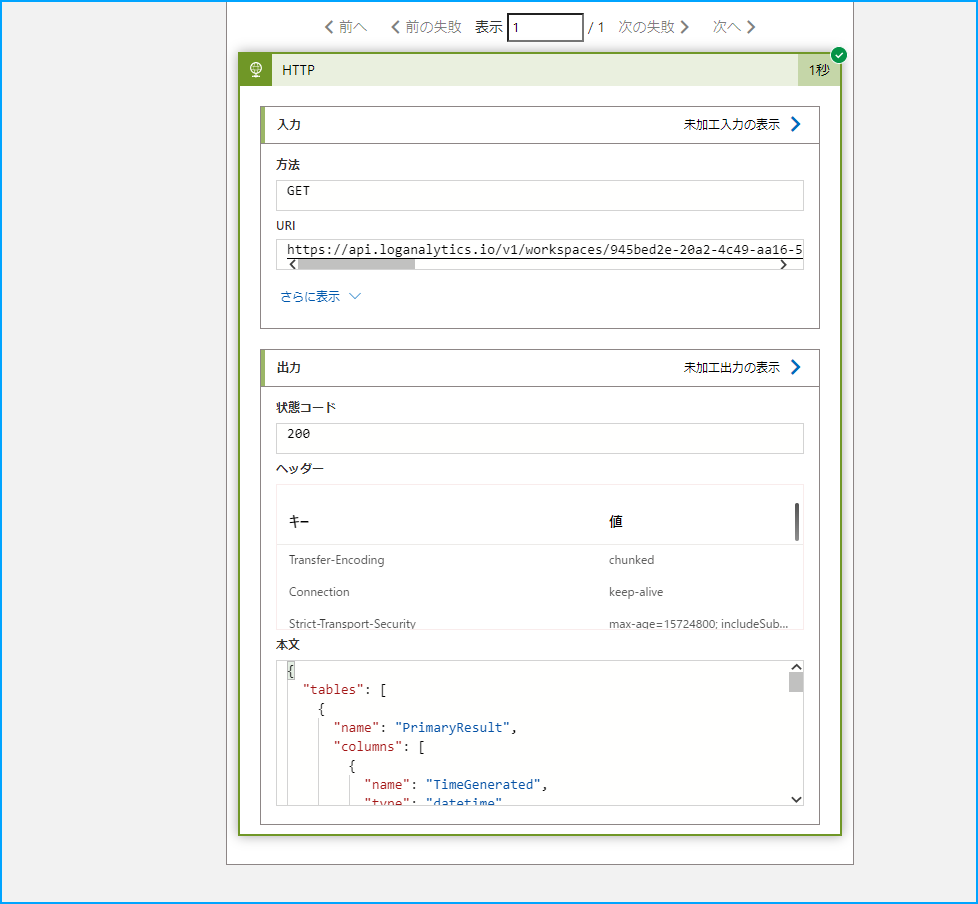 前へ 前の失敗 表示 1 / 1 次の失敗 次へ
HTTP 1秒
入力 未加工入力の表示
方法
GET
URI
https://api.loganalytics.io/v1/workspaces/945bed2e-20a2-4c49-aa16-5
さらに表示
出力 未加工出力の表示
状態コード
200
ヘッダー
キー 値
Transfer-Encoding chunked
Connection keep-alive
Strict-Transport-Security max-age=15724800; includeSub...
本文
{
"tables": [
{
"name": "PrimaryResult",
"columns": [
{
"name": "TimeGenerated",
"type": "datetime"